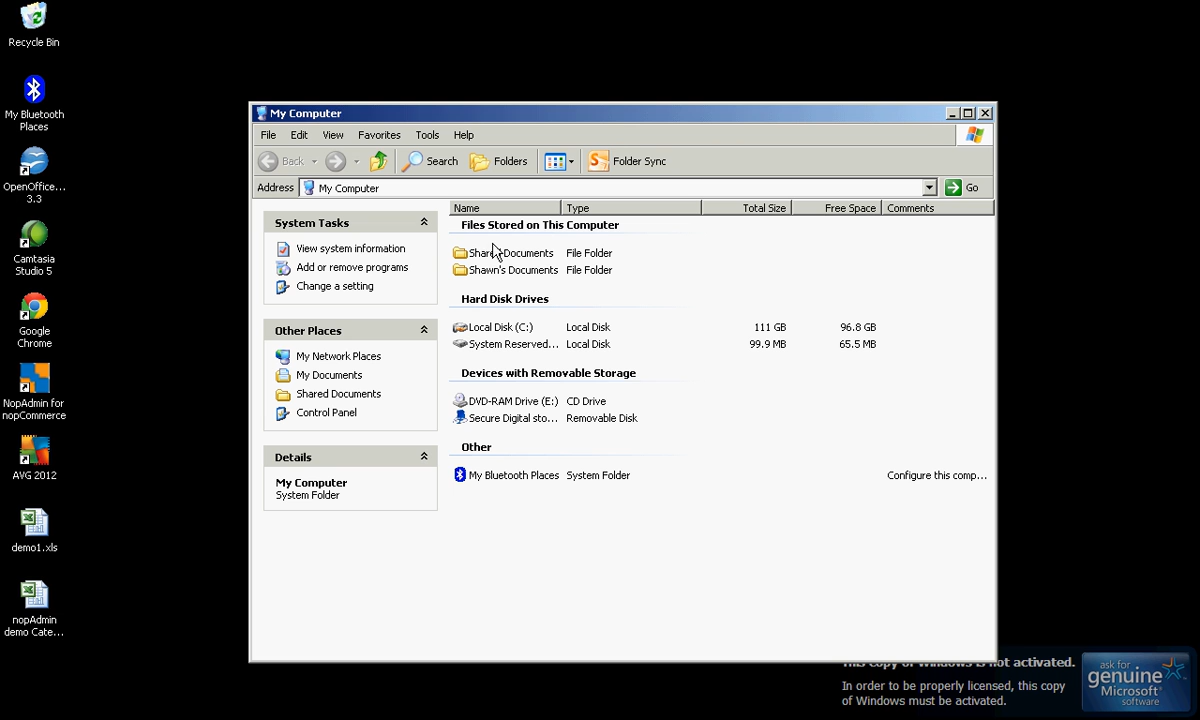 Recycle Bin
My Bluetooth
Places
OpenOffice...
3.3
Camtasia
Studio 5
Google
Chrome
NopAdmin for
nopCommerce
AVG 2012
demo1.xls
nopAdmin
demo Cate...
My Computer
File Edit View Favorites Tools Help
Back Search Folders Folder Sync
Address My Computer Go
System Tasks
View system information
Add or remove programs
Change a setting
Other Places
My Network Places
My Documents
Shared Documents
Control Panel
Details
My Computer
System Folder
Name Type Total Size Free Space Comments
Files Stored on This Computer
Documents File Folder
Shawn's Documents File Folder
Hard Disk Drives
Local Disk (C:) Local Disk 111 GB 96.8 GB
System Reserved... Local Disk 99.9 MB 65.5 MB
Devices with Removable Storage
DVD-RAM Drive (E:) CD Drive
Secure Digital sto... Removable Disk
Other
My Bluetooth Places System Folder Configure this comp...
This copy of Windows is not activated.
In order to be properly licensed, this copy
of Windows must be activated.
ask for
genuine
Microsoft
software